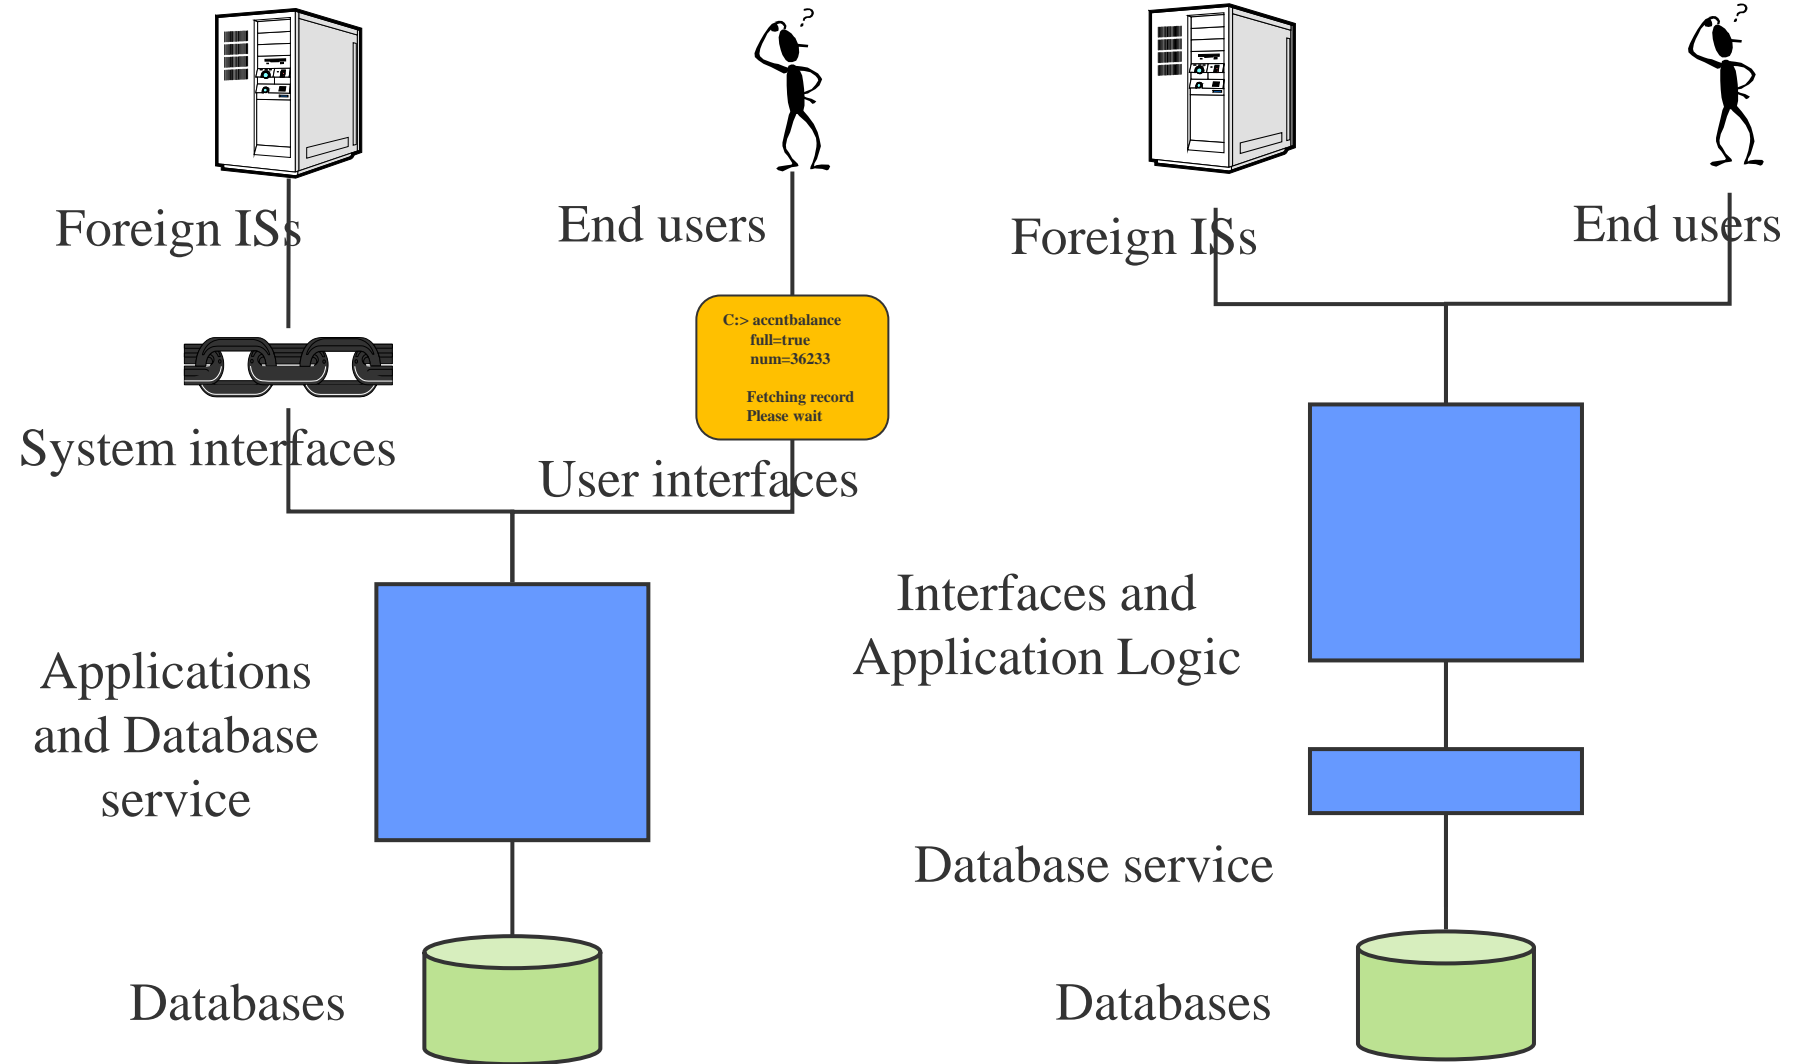 ?
Foreign ISs
End users
C:> accntbalance
full=true
num=36233
Fetching record
Please wait
System interfaces
User interfaces
Applications
and Database
service
Databases
?
Foreign ISs
End users
Interfaces and
Application Logic
Database service
Databases